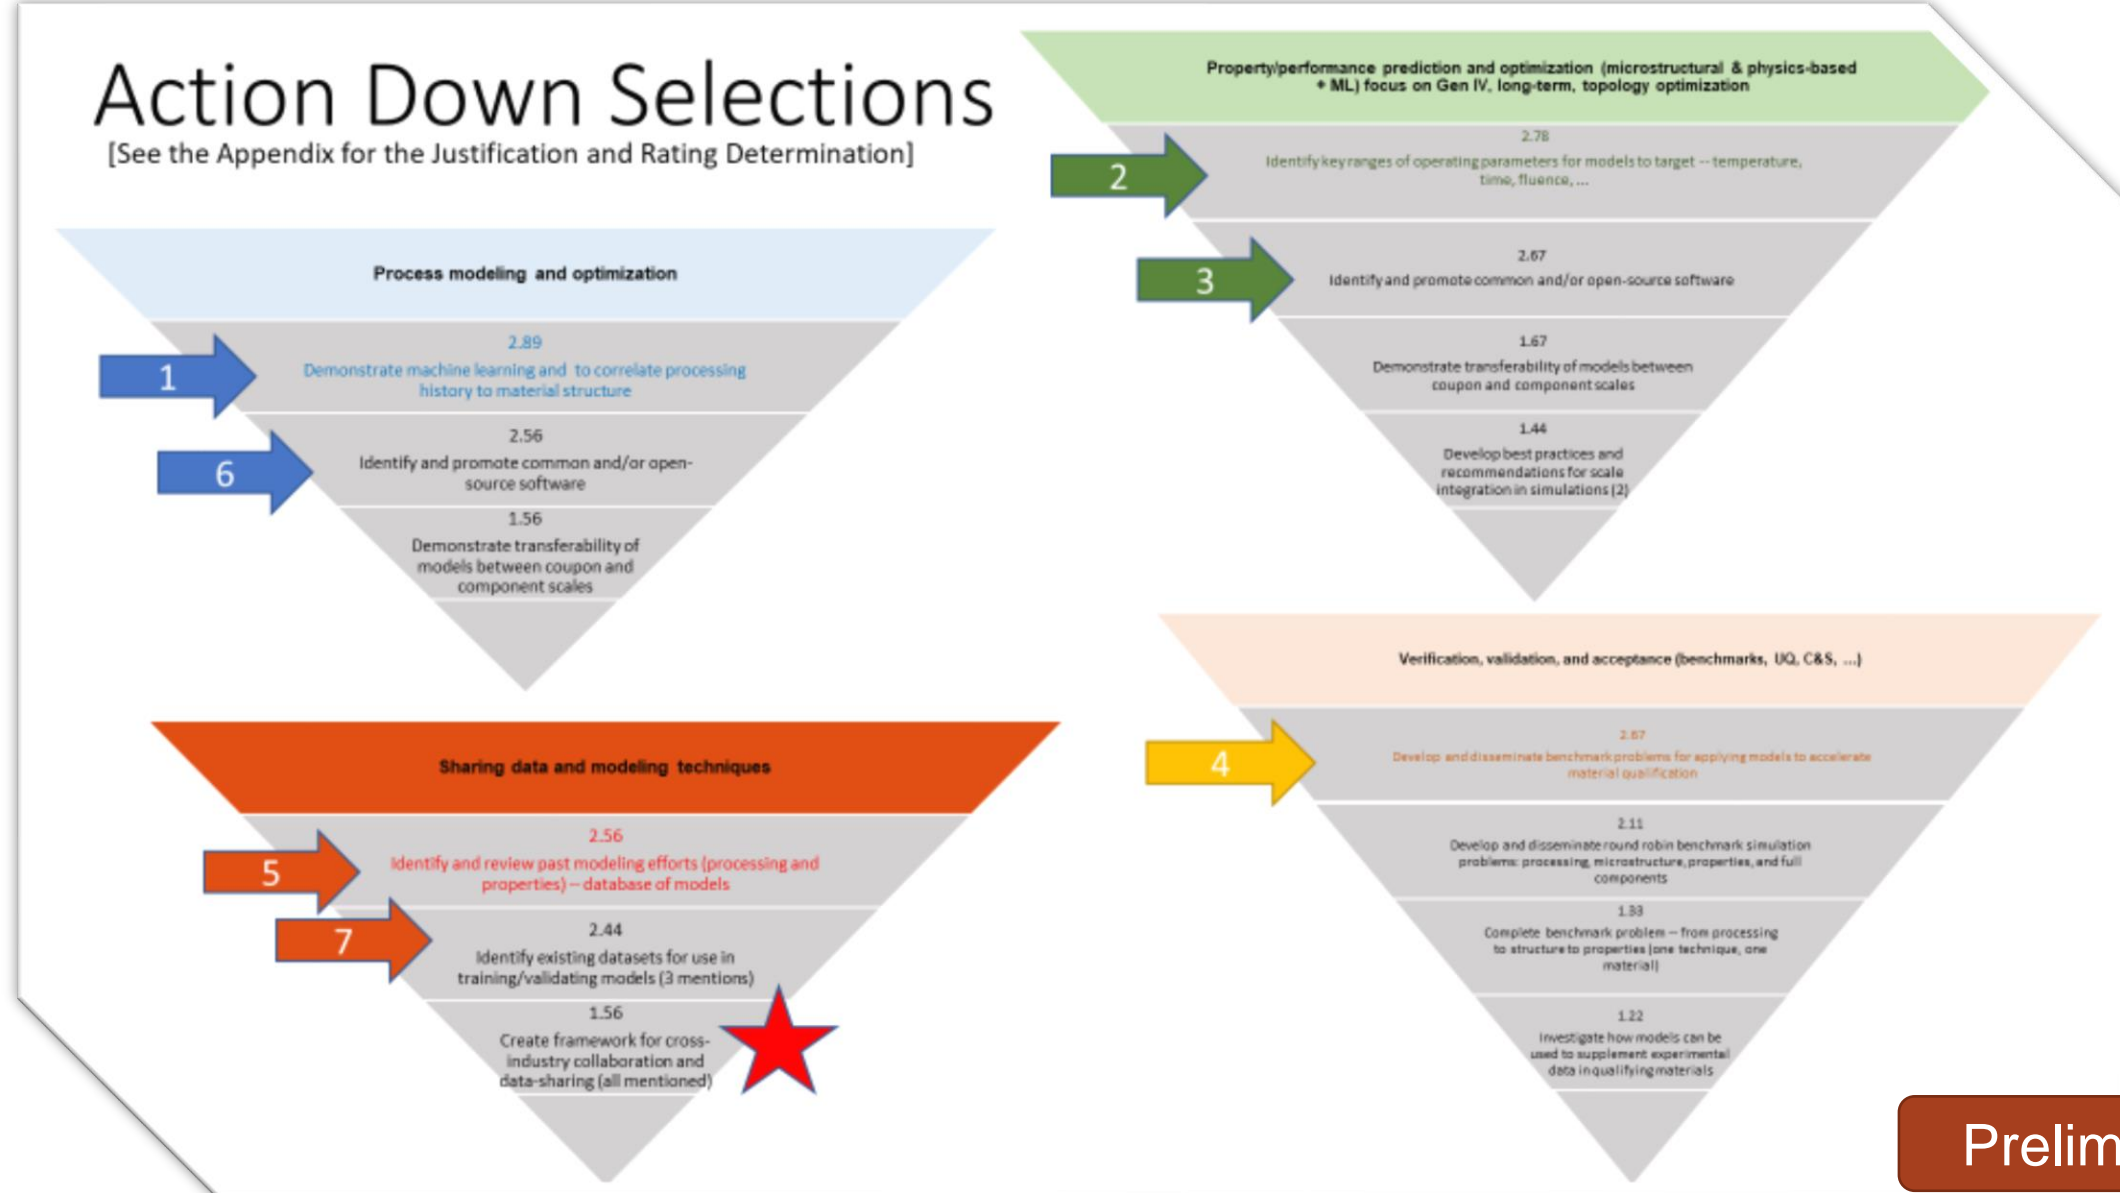 Action Down Selections
[See the Appendix for the Justification and Rating Determination]
Process modeling and optimization
1
2.89
Demonstrate machine learning and to correlate processing
history to material structure
6
2.56
Identify and promote common and/or open-
source software
1.56
Demonstrate transferability of
models between coupon and
component scales
Property/performance prediction and optimization (microstructural & physics-based
+ ML) focus on Gen IV, long-term, topology optimization
2
2.78
Identify key ranges of operating parameters for models to target -- temperature,
time, fluence, ...
3
2.67
Identify and promote common and/or open-source software
1.67
Demonstrate transferability of models between
coupon and component scales
1.44
Develop best practices and
recommendations for scale
integration in simulations (2)
Sharing data and modeling techniques
5
2.56
Identify and review past modeling efforts (processing and
properties) – database of models
7
2.44
Identify existing datasets for use in
training/validating models (3 mentions)
1.56
Create framework for cross-
industry collaboration and
data-sharing (all mentioned)
Verification, validation, and acceptance (benchmarks, UQ, C&S, ...)
4
2.67
Develop and disseminate benchmark problems for applying models to accelerate
material qualification
2.11
Develop and disseminate round robin benchmark simulation
problems: processing, microstructure, properties, and full
components
1.33
Complete benchmark problem – from processing
to structure to properties (one technique, one
material)
1.22
Investigate how models can be
used to supplement experimental
data in qualifying materials
Prelim